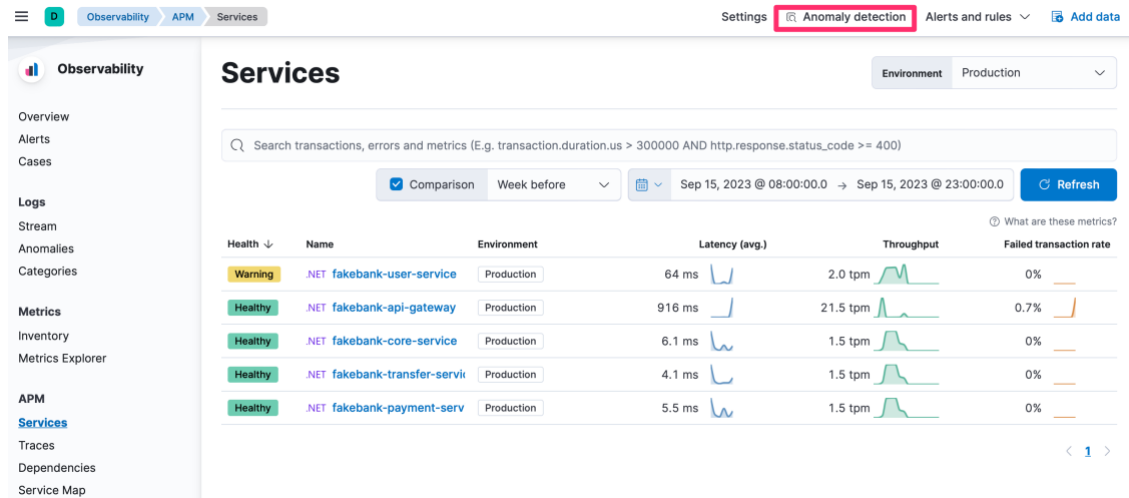 D Observability APM Services Settings Anomaly detection Alerts and rules Add data
Observability
Overview
Alerts
Cases
Logs
Stream
Anomalies
Categories
Metrics
Inventory
Metrics Explorer
APM
Services
Traces
Dependencies
Service Map
Services
Environment Production
Search transactions, errors and metrics (E.g. transaction.duration.us > 300000 AND http.response.status_code >= 400)
Comparison Week before Sep 15, 2023 @ 08:00:00.0 → Sep 15, 2023 @ 23:00:00.0 Refresh
What are these metrics?
Health ↓ Name Environment Latency (avg.) Throughput Failed transaction rate
Warning .NET fakebank-user-service Production 64 ms 2.0 tpm 0%
Healthy .NET fakebank-api-gateway Production 916 ms 21.5 tpm 0.7%
Healthy .NET fakebank-core-service Production 6.1 ms 1.5 tpm 0%
Healthy .NET fakebank-transfer-servic Production 4.1 ms 1.5 tpm 0%
Healthy .NET fakebank-payment-serv Production 5.5 ms 1.5 tpm 0%
< 1 >